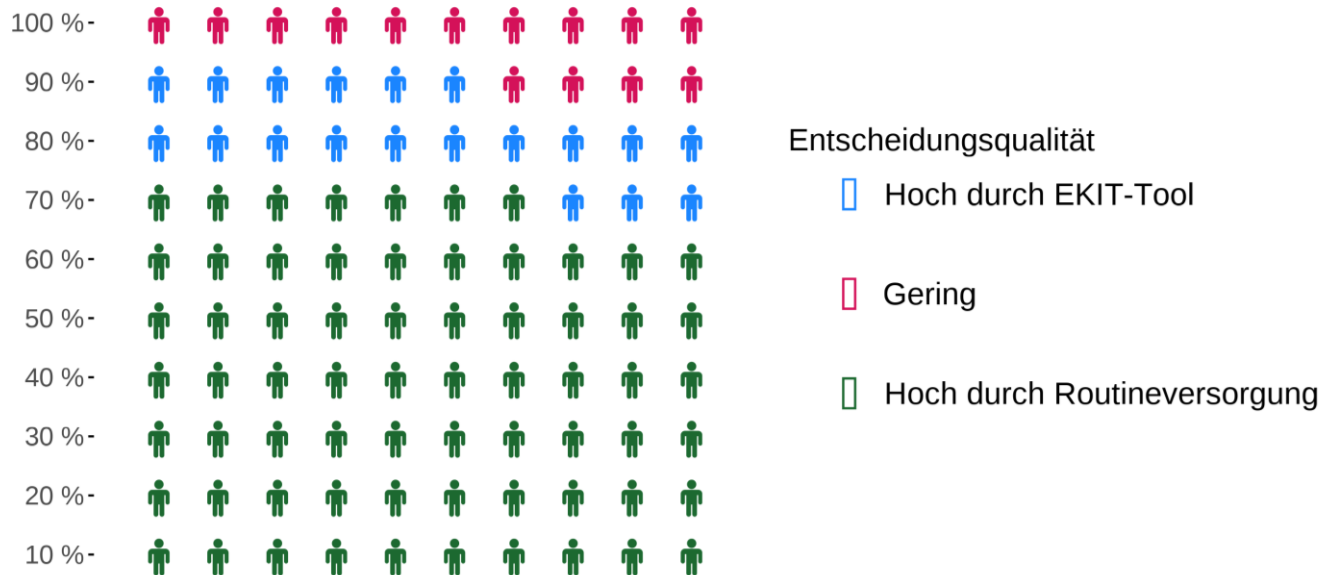 100 %
90 %
80 %
70 %
60 %
50 %
40 %
30 %
20 %
10 %
Entscheidungsqualität
Hoch durch EKIT-Tool
Gering
Hoch durch Routineversorgung